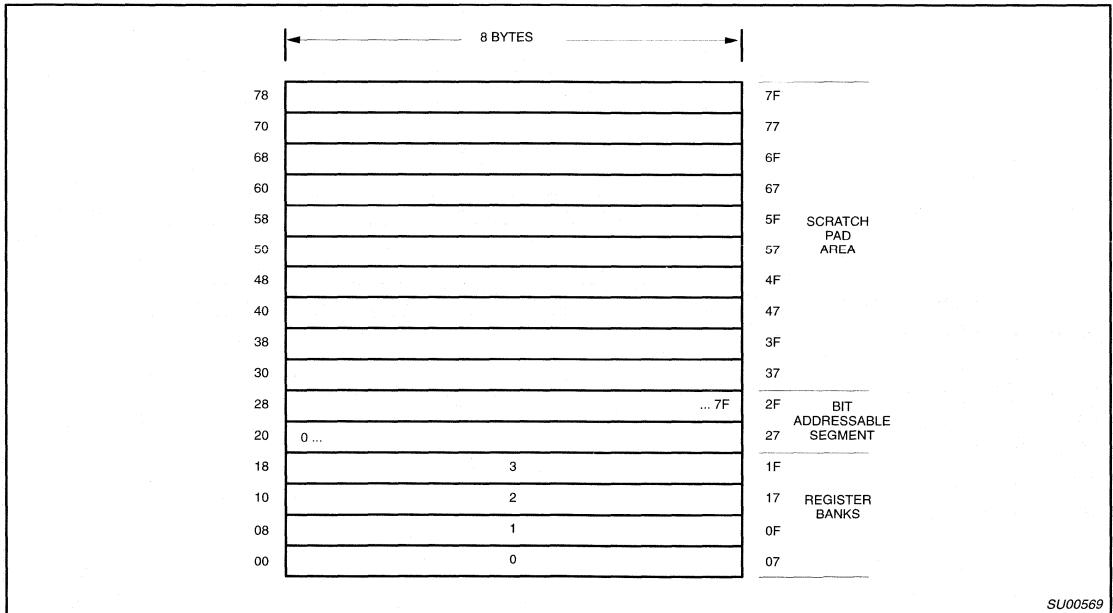 8 BYTES
78 7F
70 77
68 6F
60 67
58 5F SCRATCH
PAD
50 57 AREA
48 4F
40 47
38 3F
30 37
28 ... 7F 2F BIT
ADDRESSABLE
20 0 ... 27 SEGMENT
18 3 1F
10 2 17 REGISTER
BANKS
08 1 0F
00 0 07
SU00569